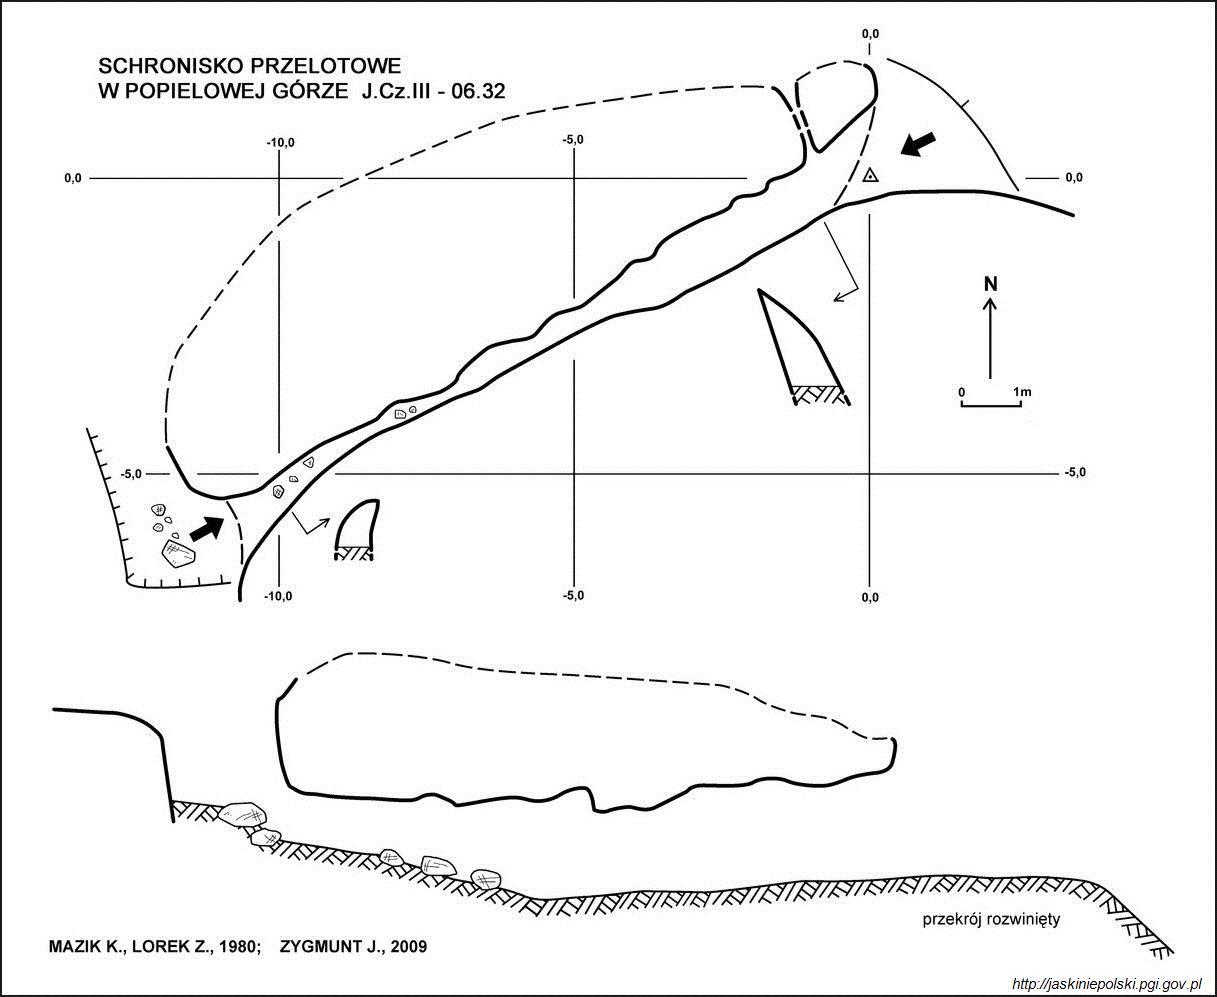 0,0
SCHRONISKO PRZELOTOWE
W POPIELOWEJ GÓRZE J.Cz.III - 06.32
-10,0
-5,0
0,0
0,0
N
0
1m
-5,0
-5,0
-10,0
-5,0
0,0
przekrój rozwinięty
MAZIK K., LOREK Z., 1980; ZYGMUNT J., 2009
http://jaskiniepolski.pgi.gov.pl